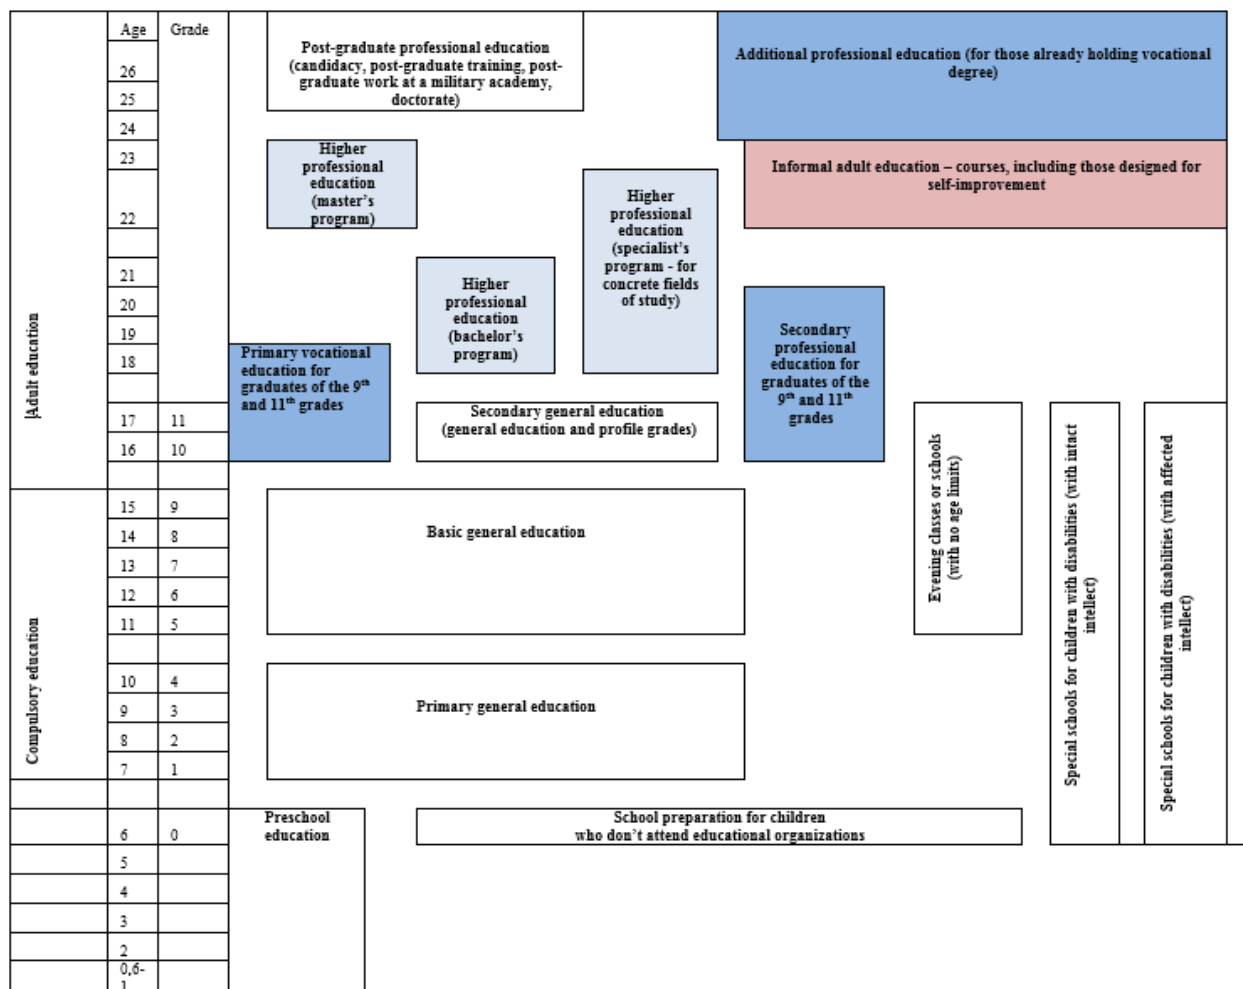 Age Grade
Post-graduate professional education
(candidacy, post-graduate training, post-
graduate work at a military academy,
doctorate)
Additional professional education (for those already holding vocational
degree)
26
25
24
23
Higher
professional
education
(master's
program)
Informal adult education – courses, including those designed for
self-improvement
22
Higher
professional
education
(specialist's
program - for
concrete fields
of study)
21
20
19
18
Higher
professional
education
(bachelor's
program)
Secondary
professional
education for
graduates of the
9th and 11th
grades
Primary vocational
education for
graduates of the 9th
and 11th grades
Adult education
17 11
16 10
Secondary general education
(general education and profile grades)
Evening classes or schools
(with no age limits)
Special schools for children with disabilities (with intact
intellect)
Special schools for children with disabilities (with affected
intellect)
Compulsory education
15 9
14 8
13 7
12 6
11 5
Basic general education
10 4
9 3
8 2
7 1
Primary general education
6 0
Preschool
education
School preparation for children
who don't attend educational organizations
5
4
3
2
0,6-
1